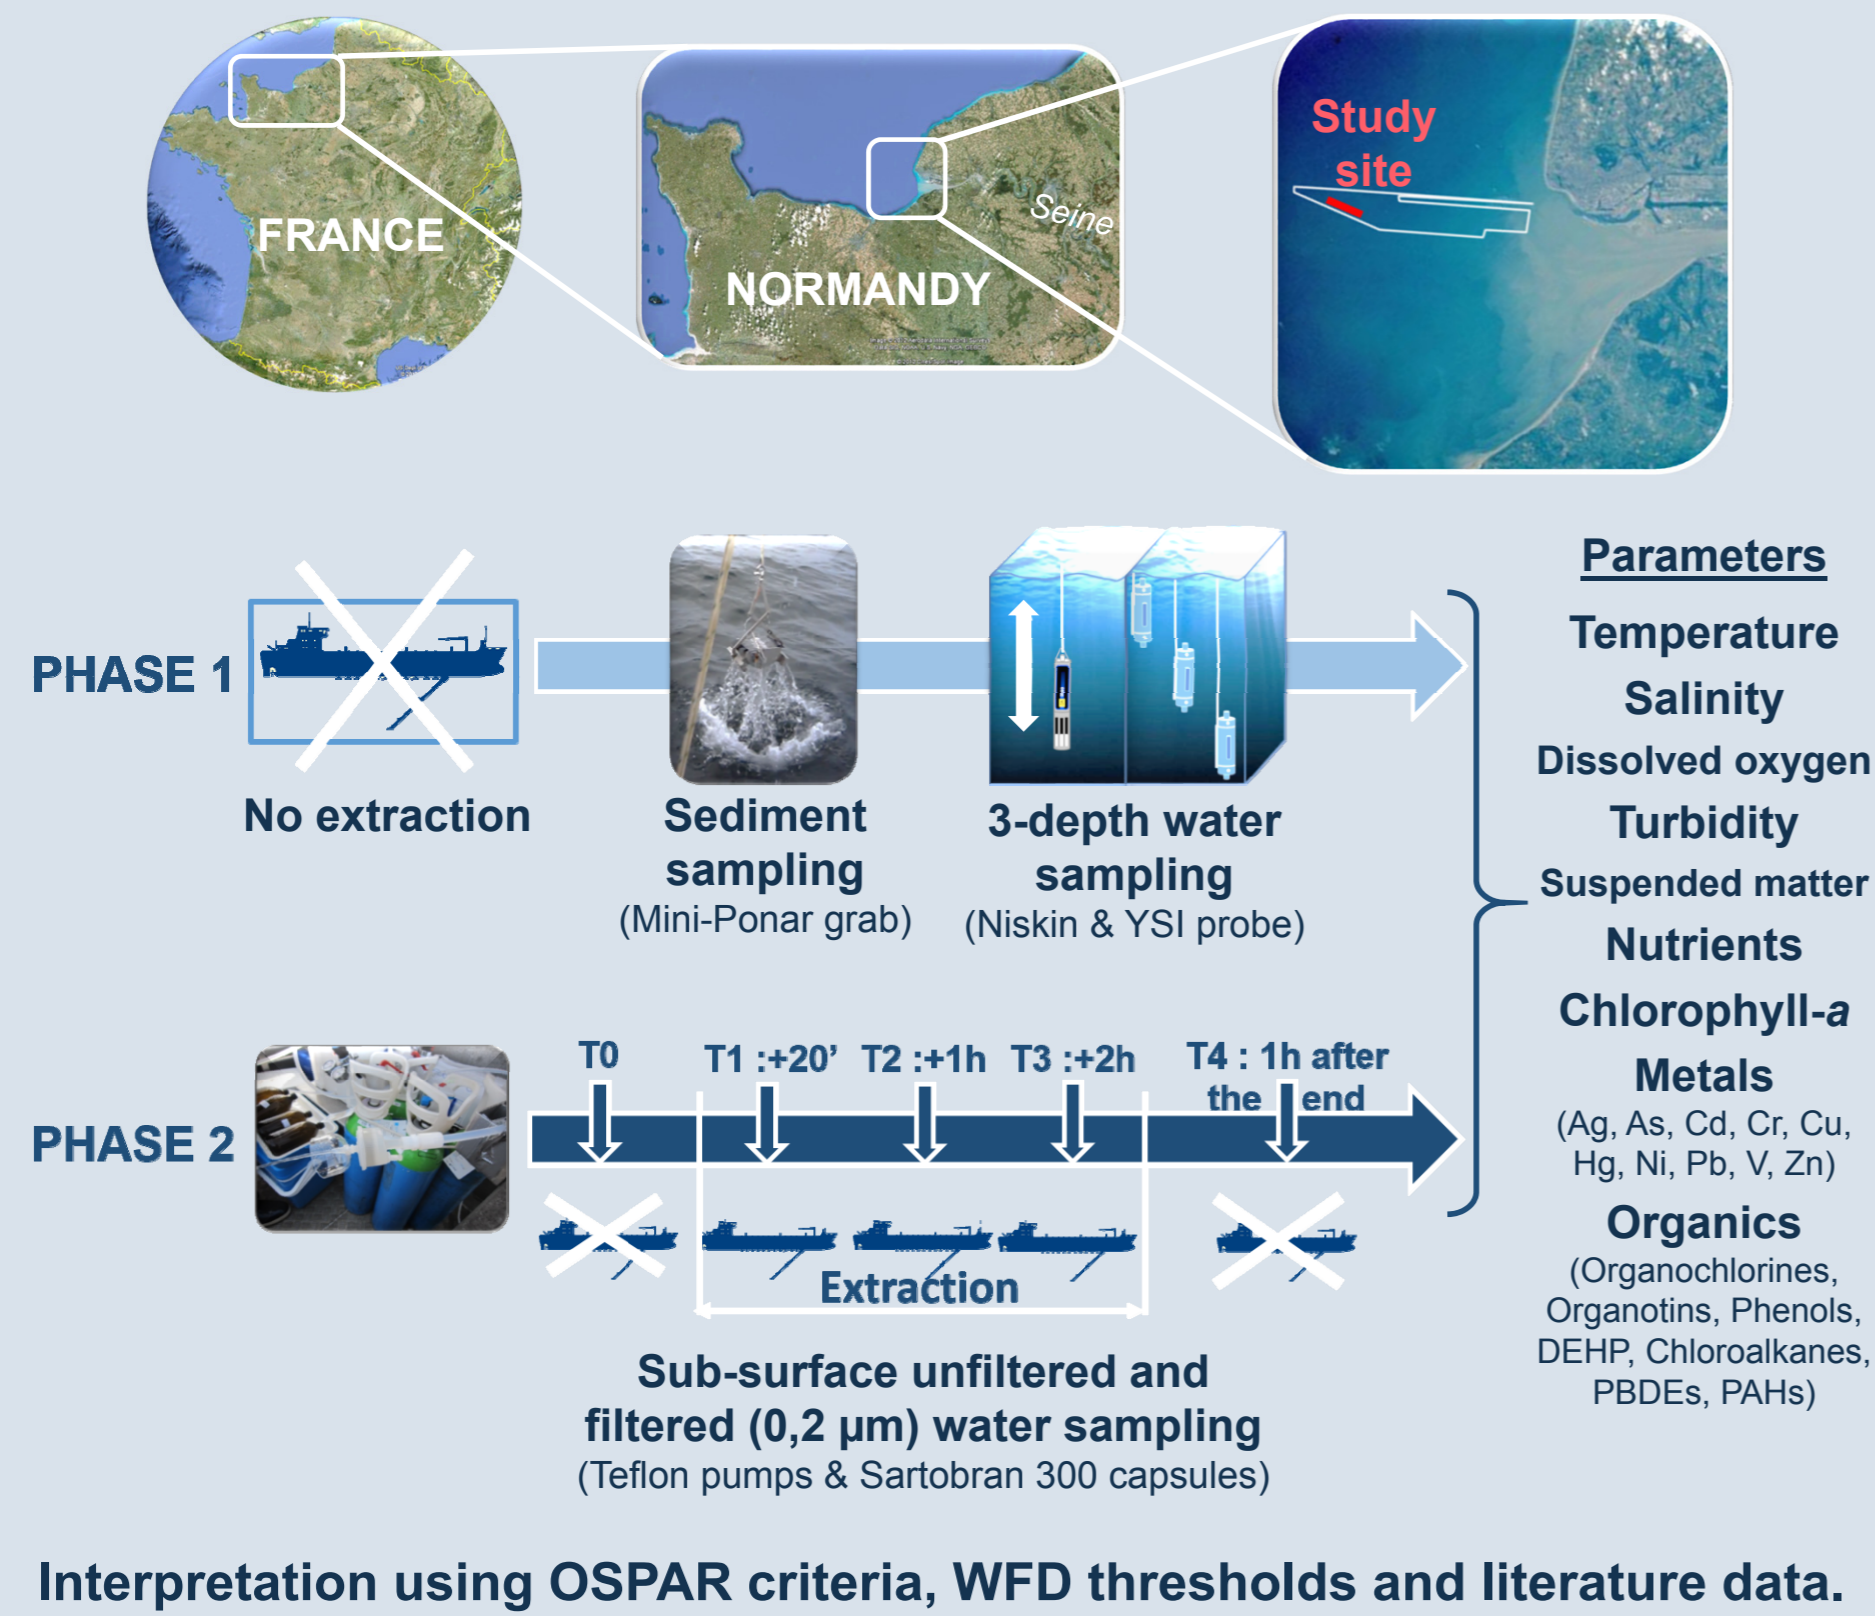 FRANCE
NORMANDY
Seine
Study
site
PHASE 1
No extraction
Sediment
sampling
(Mini-Ponar grab)
3-depth water
sampling
(Niskin & YSI probe)
Parameters
Temperature
Salinity
Dissolved oxygen
Turbidity
Suspended matter
Nutrients
Chlorophyll-a
Metals
(Ag, As, Cd, Cr, Cu,
Hg, Ni, Pb, V, Zn)
Organics
(Organochlorines,
Organotins, Phenols,
DEHP, Chloroalkanes,
PBDEs, PAHs)
PHASE 2
T0
T1 :+20’
T2 :+1h
T3 :+2h
T4 : 1h after
the end
Extraction
Sub-surface unfiltered and
filtered (0,2 µm) water sampling
(Teflon pumps & Sartobran 300 capsules)
Interpretation using OSPAR criteria, WFD thresholds and literature data.